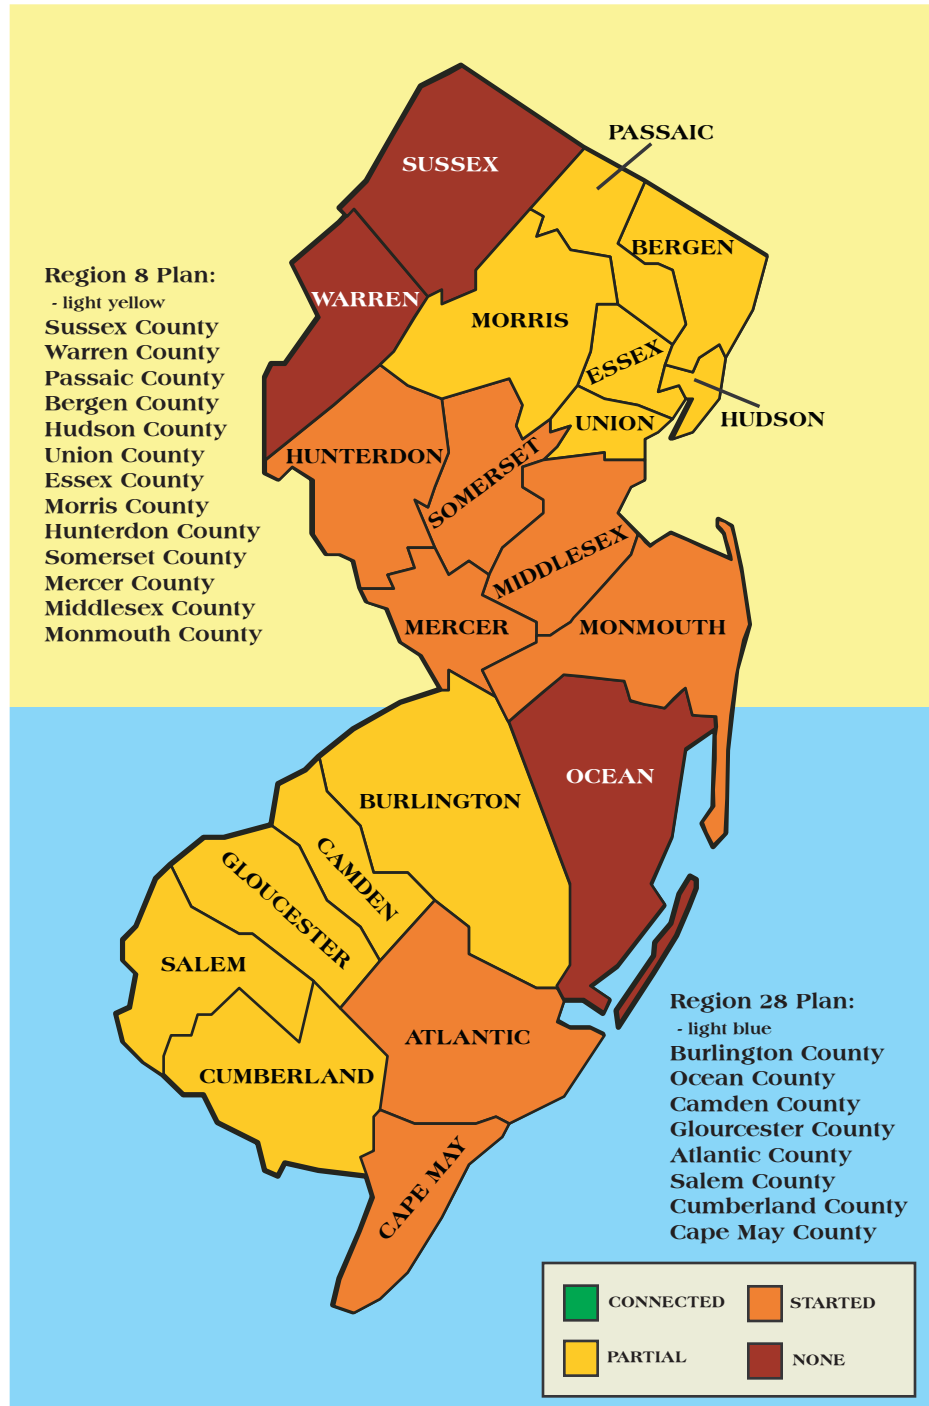 PASSAIC
SUSSEX
BERGEN
Region 8 Plan:
- light yellow
Sussex County
Warren County
Passaic County
Bergen County
Hudson County
Union County
Essex County
Morris County
Hunterdon County
Somerset County
Mercer County
Middlesex County
Monmouth County
WARREN
MORRIS
ESSEX
HUDSON
UNION
HUNTERDON
SOMERSET
MIDDLESEX
MERCER
MONMOUTH
OCEAN
BURLINGTON
CAMDEN
GLOUCESTER
SALEM
ATLANTIC
CUMBERLAND
CAPE MAY
Region 28 Plan:
- light blue
Burlington County
Ocean County
Camden County
Glourcester County
Atlantic County
Salem County
Cumberland County
Cape May County
CONNECTED
STARTED
PARTIAL
NONE